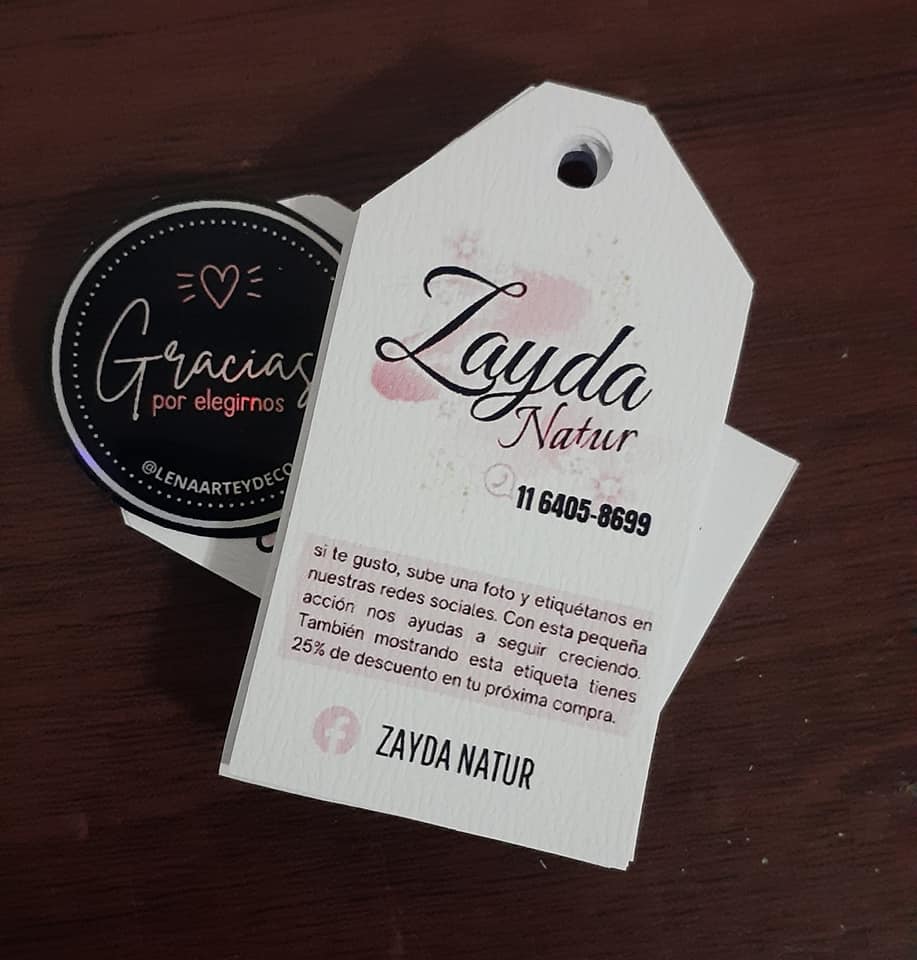 Gracias
por elegirnos
@LENAARTEYDECO
Zayda
Natur
11 6405-8699
si te gusto, sube una foto y etiquétanos en
nuestras redes sociales. Con esta pequeña
acción nos ayudas a seguir creciendo.
También mostrando esta etiqueta tienes
25% de descuento en tu próxima compra.
ZAYDA NATUR